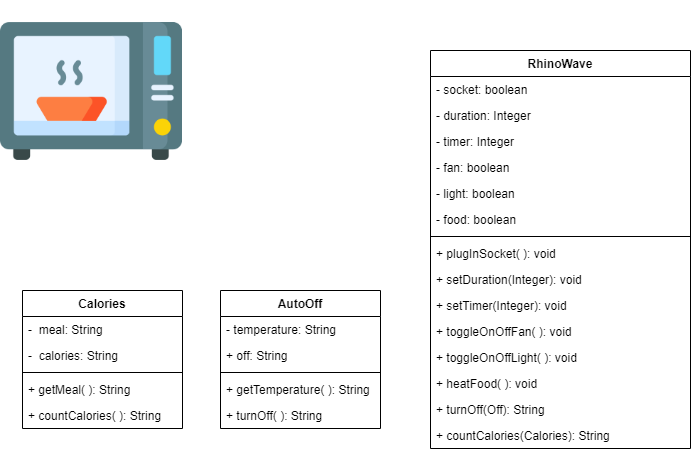 RhinoWave
- socket: boolean
- duration: Integer
- timer: Integer
- fan: boolean
- light: boolean
- food: boolean
+ plugInSocket( ): void
+ setDuration(Integer): void
+ setTimer(Integer): void
+ toggleOnOffFan( ): void
+ toggleOnOffLight( ): void
+ heatFood( ): void
+ turnOff(Off): String
+ countCalories(Calories): String
Calories
- meal: String
- calories: String
+ getMeal( ): String
+ countCalories( ): String
AutoOff
- temperature: String
+ off: String
+ getTemperature( ): String
+ turnOff( ): String